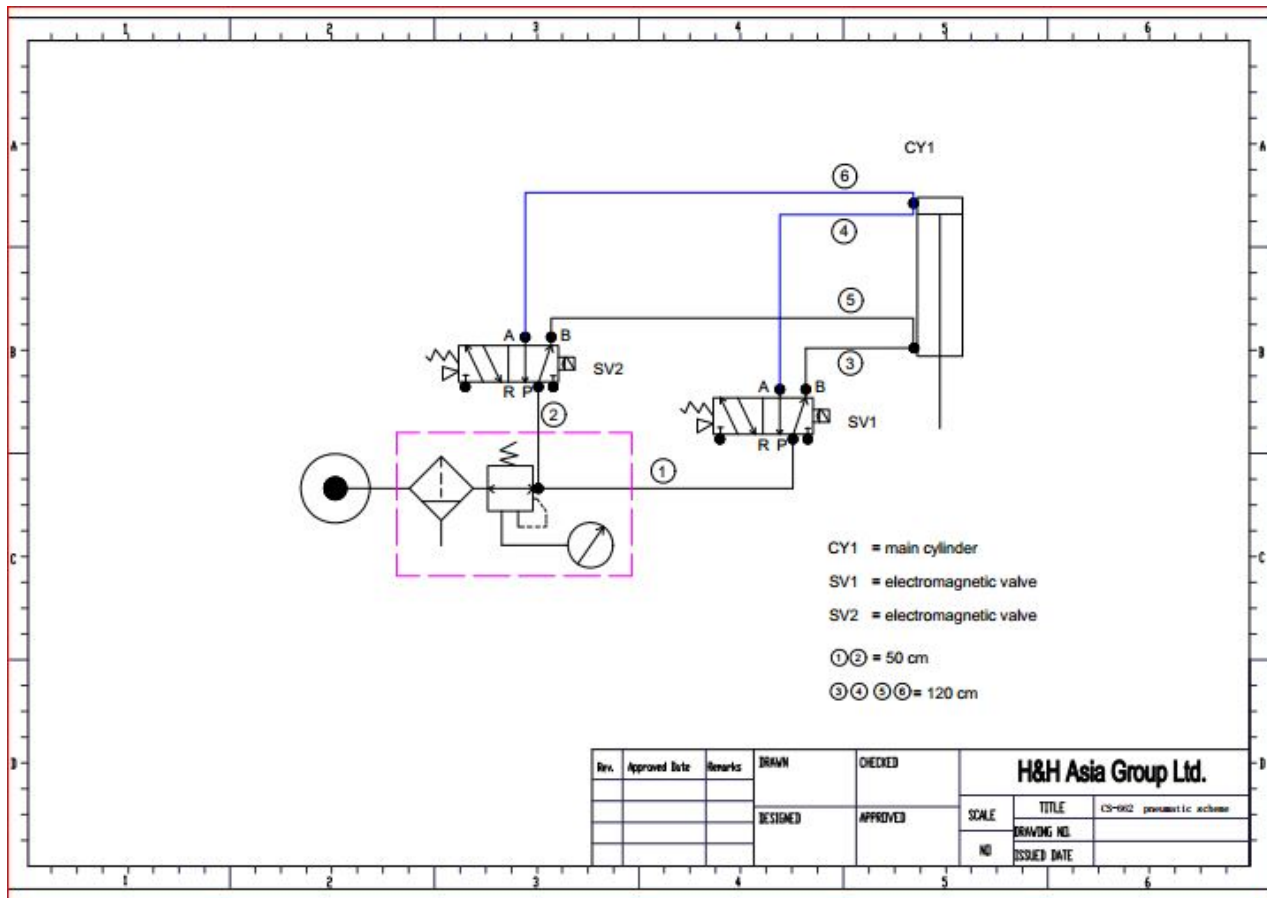 1 2 3 4 5 6
A A
CY1
6
4
5
B B
A B
SV2
3
R P
A B
2
SV1
R P
1
C C
CY1 = main cylinder
SV1 = electromagnetic valve
SV2 = electromagnetic valve
①② = 50 cm
③④⑤⑥= 120 cm
D D
Rev. Approved Date Remarks DRAWN CHECKED H&H Asia Group Ltd.
SCALE TITLE CS-662 pneumatic scheme
DESIGNED APPROVED
DRAWING NO.
NO ISSUED DATE
1 2 3 4 5 6